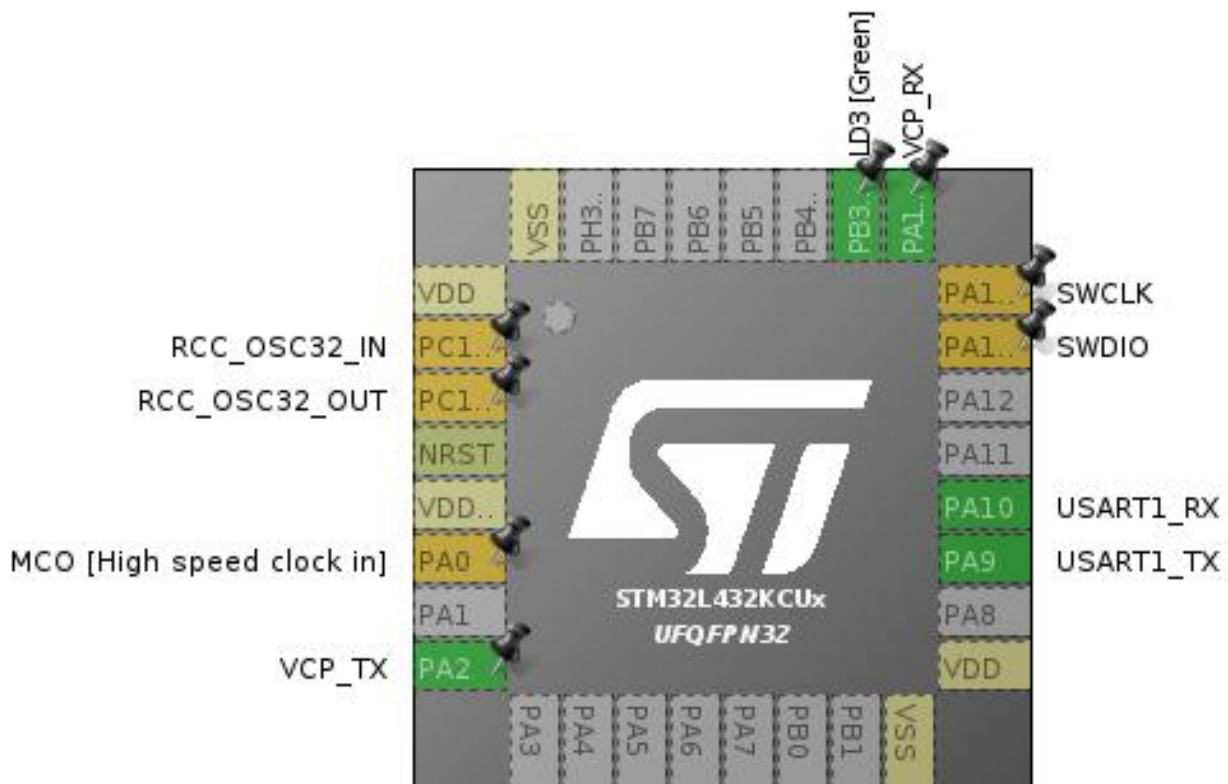 LD3 [Green]
VCP_RX
VSS
PH3..
PB7
PB6
PB5
PB4..
PB3..
PA1..
VDD
RCC_OSC32_IN PC1..
RCC_OSC32_OUT PC1..
NRST
VDD..
MCO [High speed clock in] PA0
PA1
VCP_TX PA2
ST
STM32L432KCUx
UFQFPN32
PA1.. SWCLK
PA1.. SWDIO
PA12
PA11
PA10 USART1_RX
PA9 USART1_TX
PA8
VDD
PA3
PA4
PA5
PA6
PA7
PB0
PB1
VSS